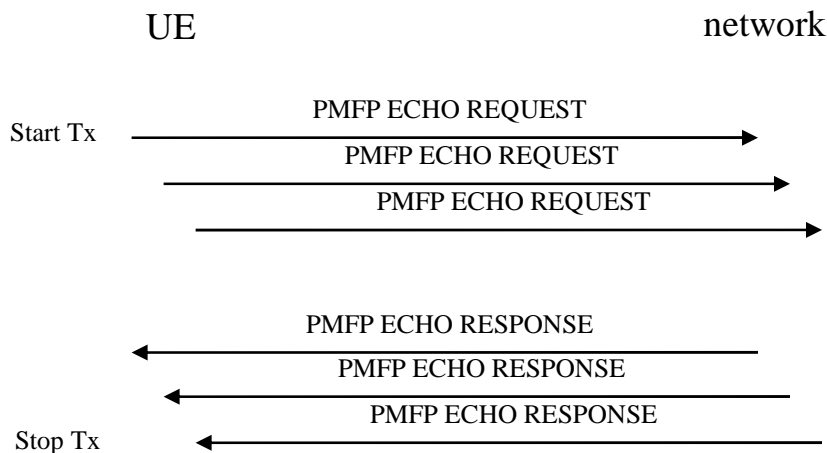 UE network
PMFP ECHO REQUEST
Start Tx
PMFP ECHO REQUEST
PMFP ECHO REQUEST
PMFP ECHO RESPONSE
PMFP ECHO RESPONSE
PMFP ECHO RESPONSE
Stop Tx